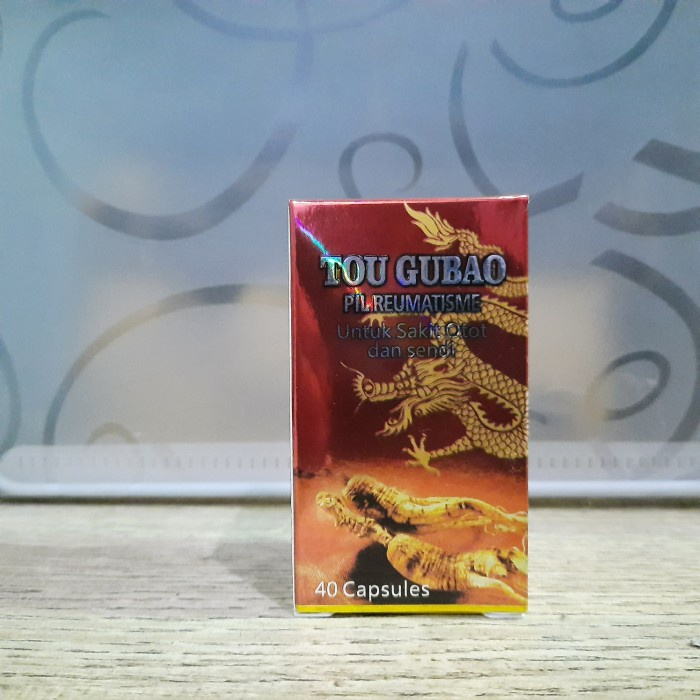 TOU GUBAO
PIL REUMATISME
Untuk Sakit Otot
dan sendi
40 Capsules